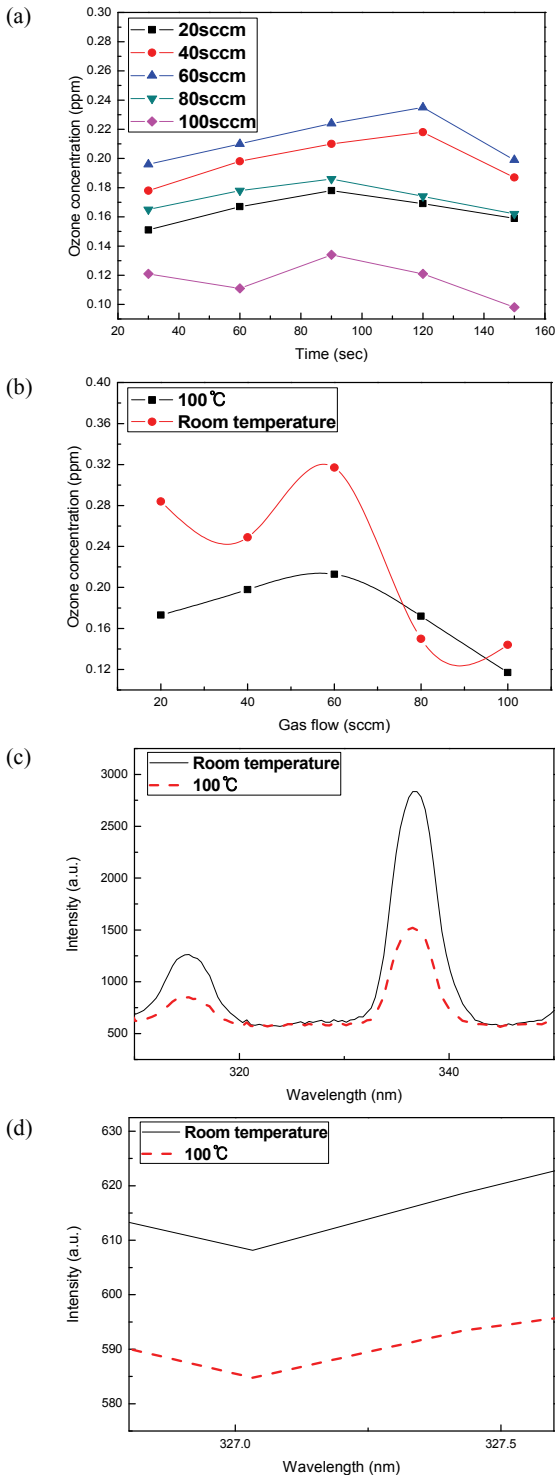 (a)
0.30
0.28
0.26
0.24
0.22
0.20
0.18
0.16
0.14
0.12
0.10
Ozone concentration (ppm)
20sccm
40sccm
60sccm
80sccm
100sccm
20 40 60 80 100 120 140 160
Time (sec)
(b)
0.40
0.36
0.32
0.28
0.24
0.20
0.16
0.12
Ozone concentration (ppm)
100℃
Room temperature
20 40 60 80 100
Gas flow (sccm)
(c)
3000
2500
2000
1500
1000
500
Intensity (a.u.)
Room temperature
100℃
320 340
Wavelength (nm)
(d)
630
620
610
600
590
580
Intensity (a.u.)
Room temperature
100℃
327.0 327.5
Wavelength (nm)